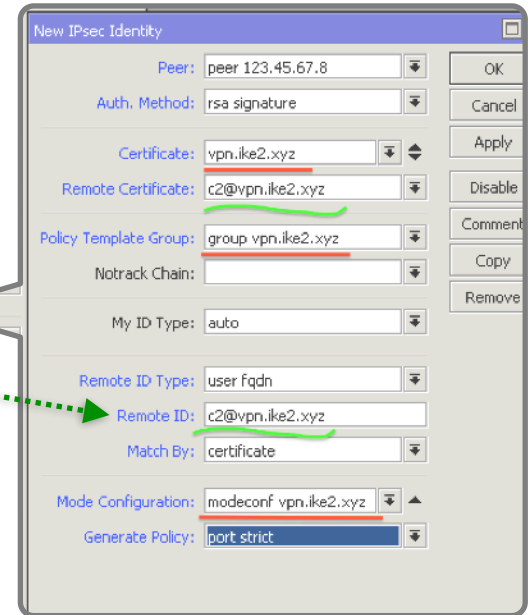 New IPsec Identity
Peer: peer 123.45.67.8
OK
Auth. Method: rsa signature
Cancel
Certificate: vpn.ike2.xyz
Apply
Remote Certificate: c2@vpn.ike2.xyz
Disable
Policy Template Group: group vpn.ike2.xyz
Comment
Notrack Chain:
Copy
Remove
My ID Type: auto
Remote ID Type: user fqdn
Remote ID: c2@vpn.ike2.xyz
Match By: certificate
Mode Configuration: modeconf vpn.ike2.xyz
Generate Policy: port strict